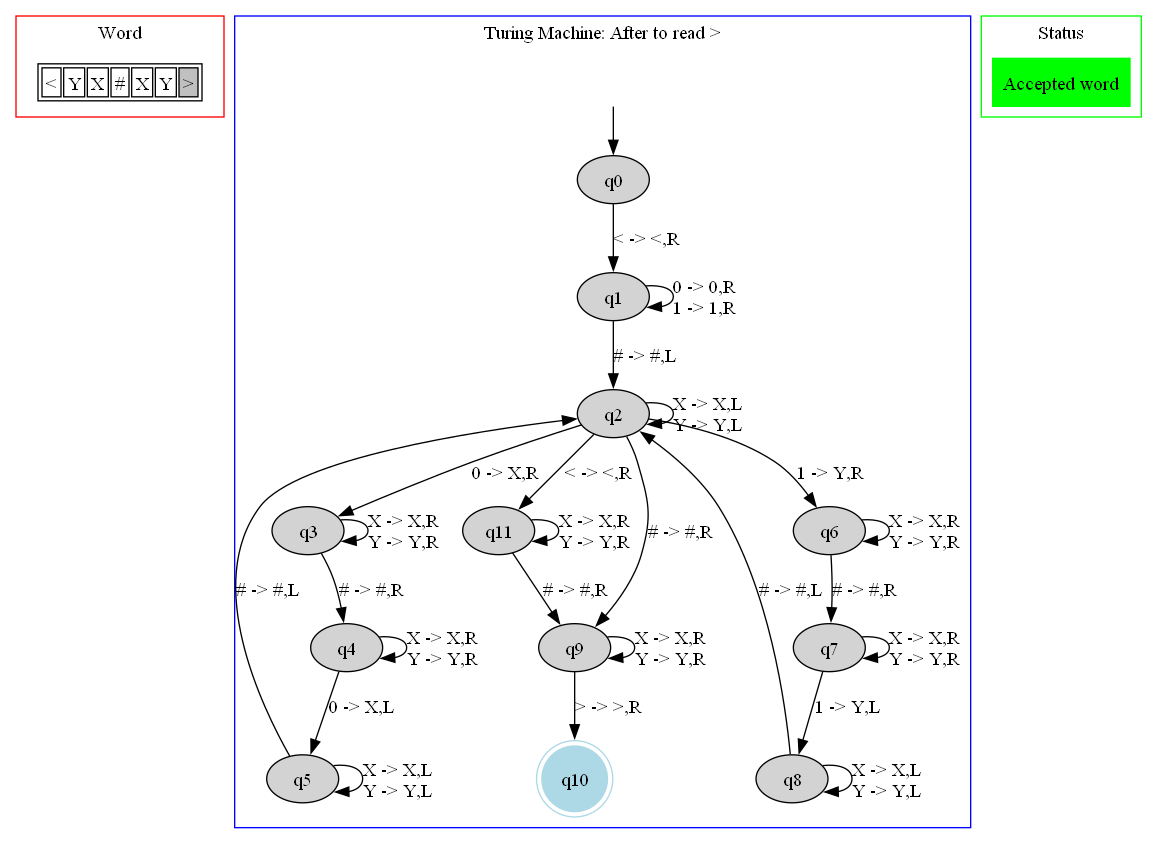 Word
< Y X # X Y >
Turing Machine: After to read >
Status
Accepted word
q0
< -> <,R
q1
0 -> 0,R
1 -> 1,R
# -> #,L
q2
X -> X,L
Y -> Y,L
0 -> X,R
< -> <,R
# -> #,R
1 -> Y,R
q3
X -> X,R
Y -> Y,R
q11
X -> X,R
Y -> Y,R
q6
X -> X,R
Y -> Y,R
# -> #,L
# -> #,R
# -> #,R
# -> #,L
# -> #,R
q4
X -> X,R
Y -> Y,R
q9
X -> X,R
Y -> Y,R
q7
X -> X,R
Y -> Y,R
0 -> X,L
> -> >,R
1 -> Y,L
q5
X -> X,L
Y -> Y,L
q10
q8
X -> X,L
Y -> Y,L